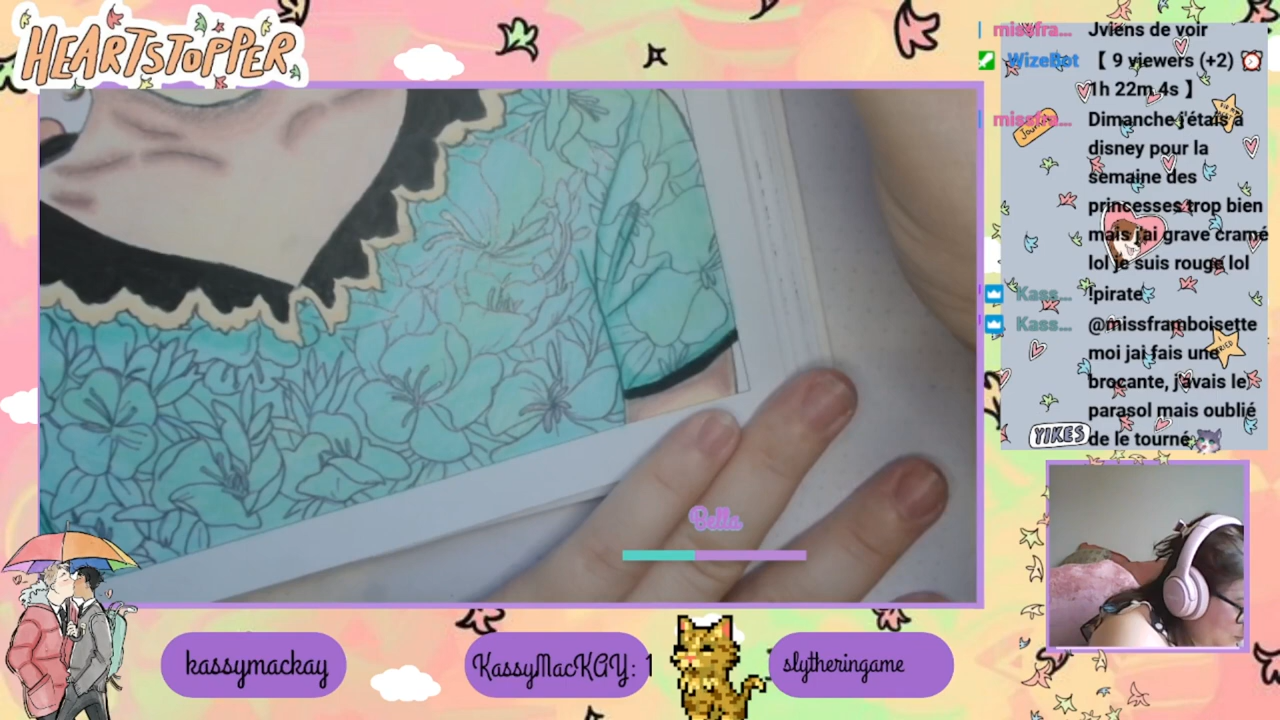 HEARTSTOPPER
missfra... Jviens de voir
WizeBot 【 9 viewers (+2) ⏰
1h 22m 4s 】
missfra... Dimanche j'étais à
disney pour la
semaine des
princesses trop bien
mais j'ai grave cramé
lol je suis rouge lol
Kass... !pirate
Kass... @missframboisette
moi jai fais une
brocante, j'avais le
parasol mais oublié
de le tourné
YIKES
Bella
kassymackay
KassyMacKAY: 1
slytheringame